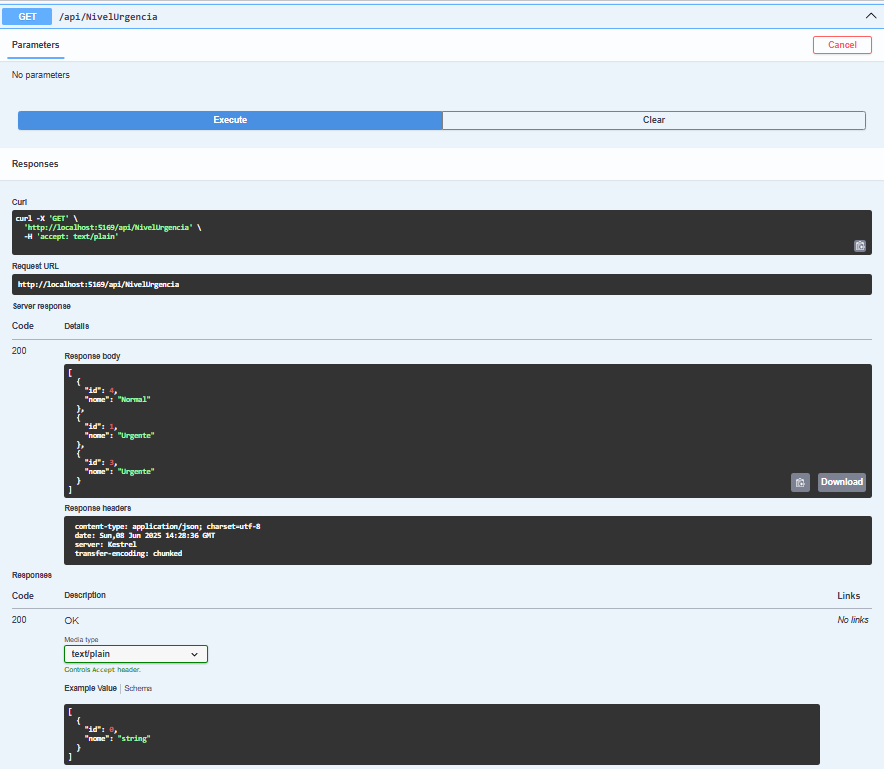 GET /api/NivelUrgencia
Parameters
Cancel
No parameters
Execute
Clear
Responses
Curl
curl -X 'GET' \
'http://localhost:5169/api/NivelUrgencia' \
-H 'accept: text/plain'
Request URL
http://localhost:5169/api/NivelUrgencia
Server response
Code Details
200
Response body
[
{
"id": 4,
"nome": "Normal"
},
{
"id": 1,
"nome": "Urgente"
},
{
"id": 3,
"nome": "Urgente"
}
]
Download
Response headers
content-type: application/json; charset=utf-8
date: Sun,08 Jun 2025 14:28:36 GMT
server: Kestrel
transfer-encoding: chunked
Responses
Code Description Links
200 OK No links
Media type
text/plain
Controls Accept header.
Example Value | Schema
[
{
"id": 0,
"nome": "string"
}
]